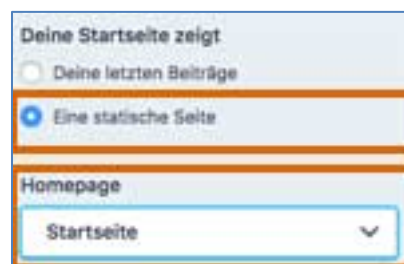 Deine Startseite zeigt
Deine letzten Beiträge
Eine statische Seite
Homepage
Startseite